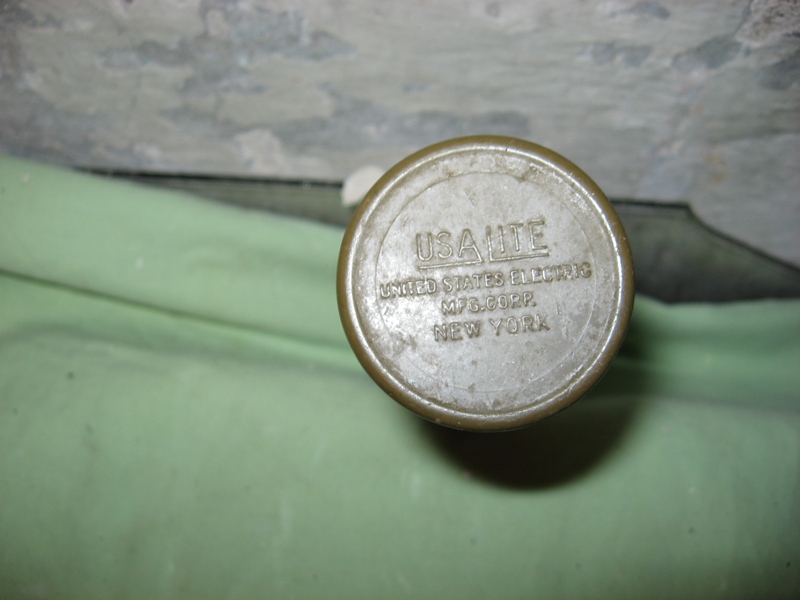 USALITE
UNITED STATES ELECTRIC
MFG. CORP.
NEW YORK